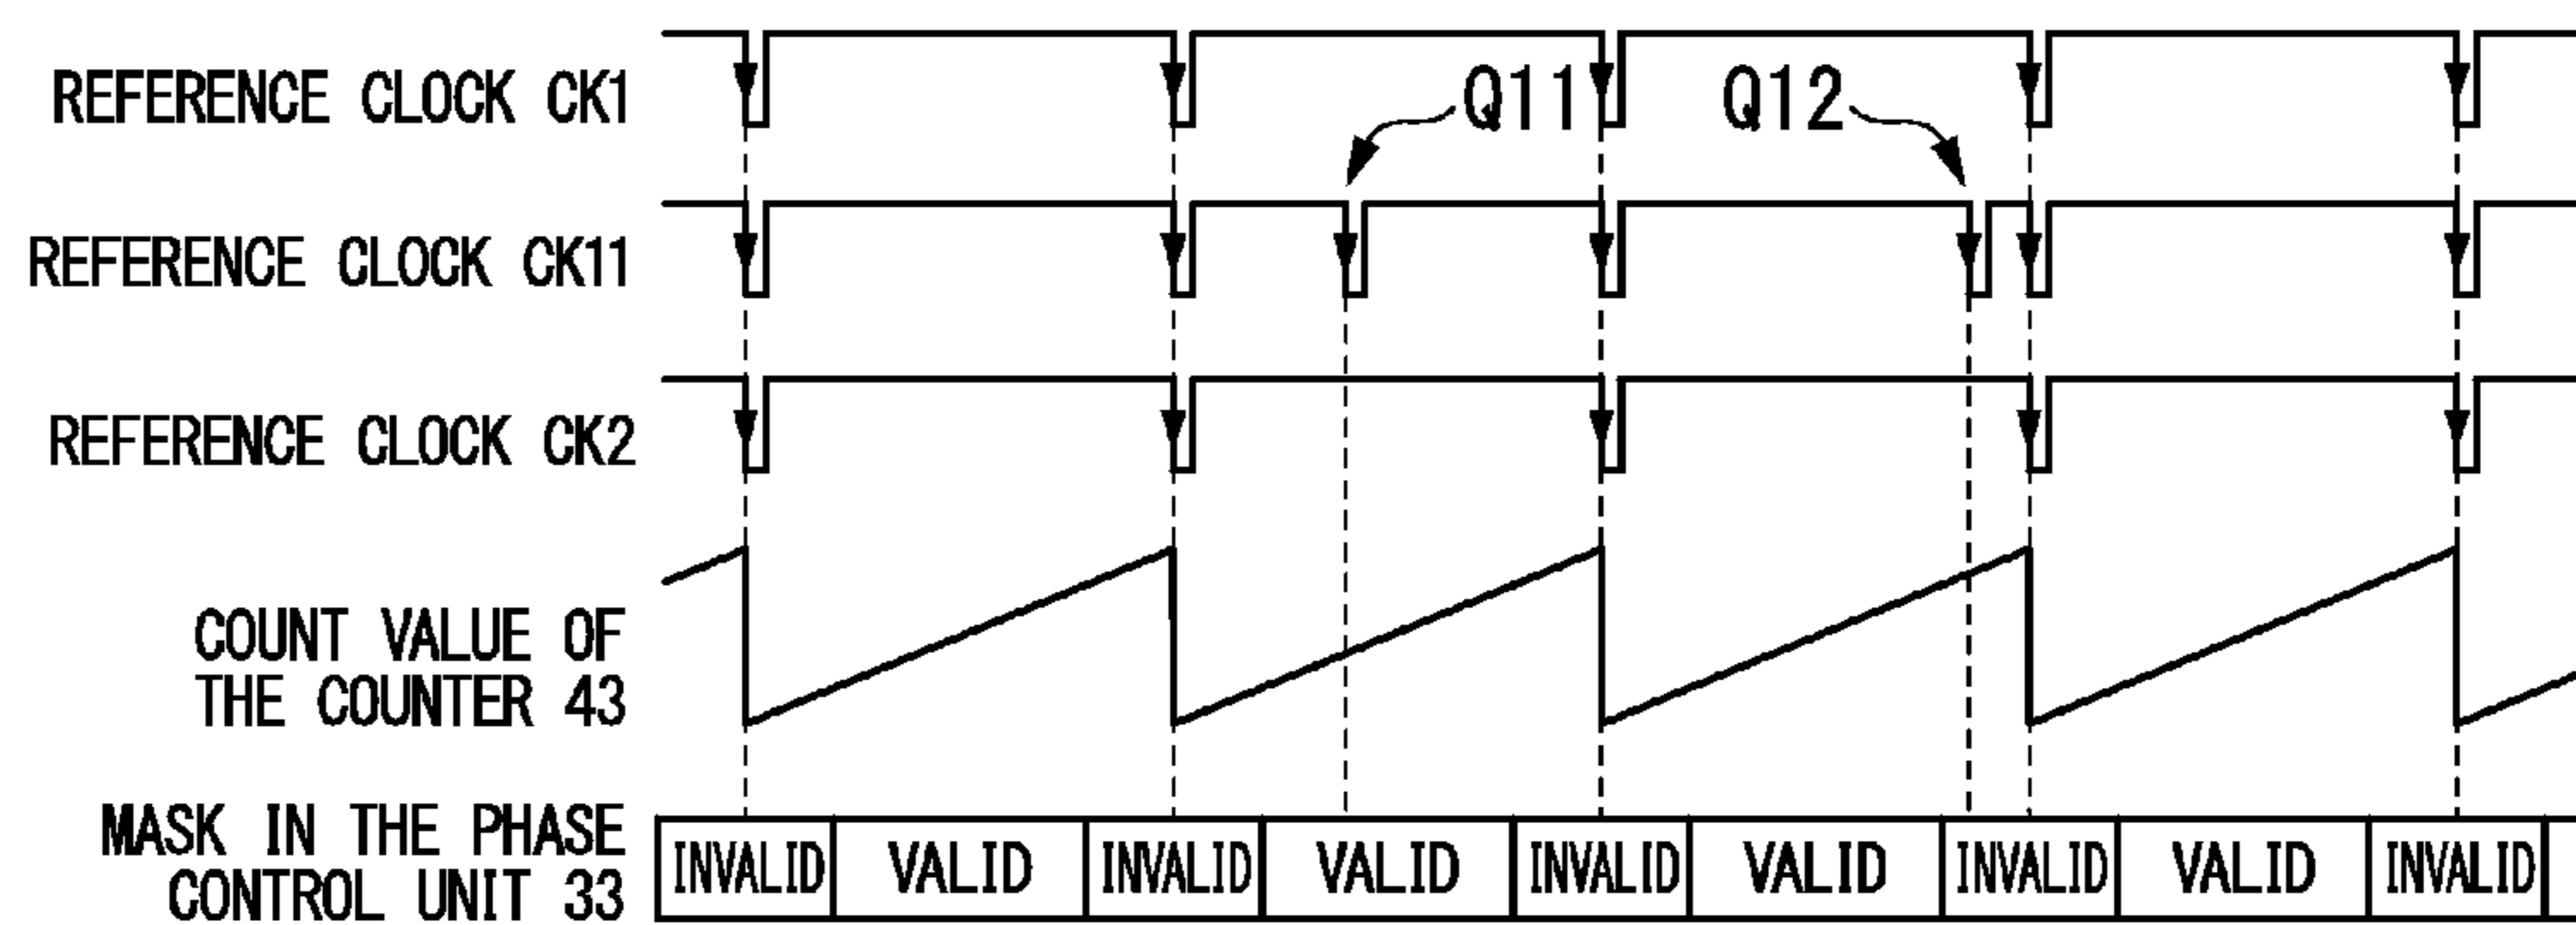 REFERENCE CLOCK CK1
Q11
Q12
REFERENCE CLOCK CK11
REFERENCE CLOCK CK2
COUNT VALUE OF
THE COUNTER 43
MASK IN THE PHASE
CONTROL UNIT 33
INVALID VALID INVALID VALID INVALID VALID INVALID VALID INVALID